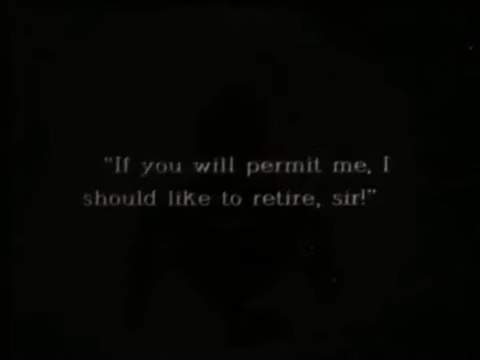 "If you will permit me, I
should like to retire, sir!"